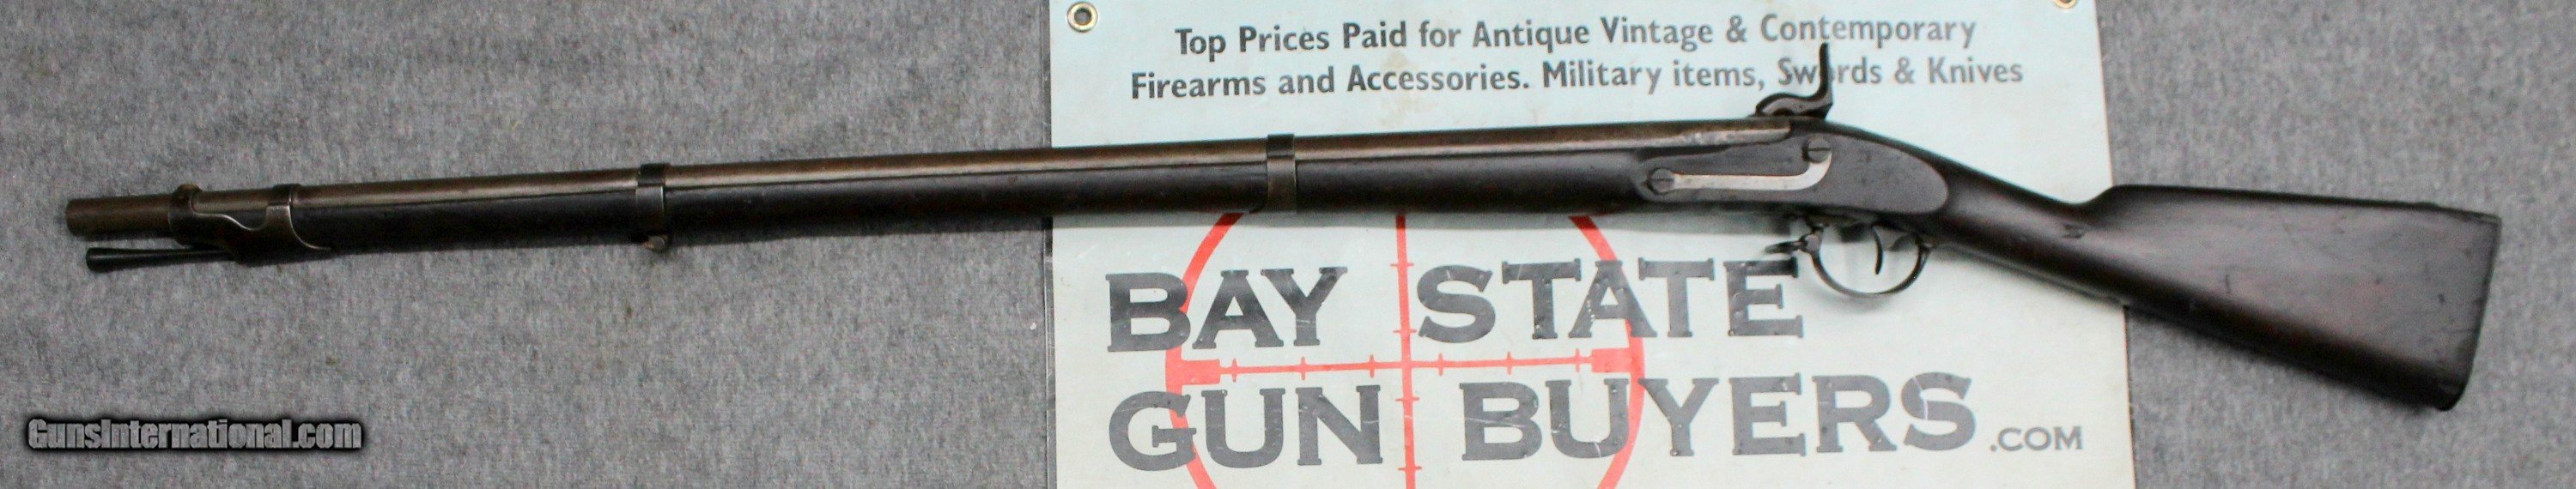 Top Prices Paid for Antique Vintage & Contemporary
Firearms and Accessories. Military items, Swords & Knives
BAY STATE
GUN BUYERS.COM
GunsInternational.com